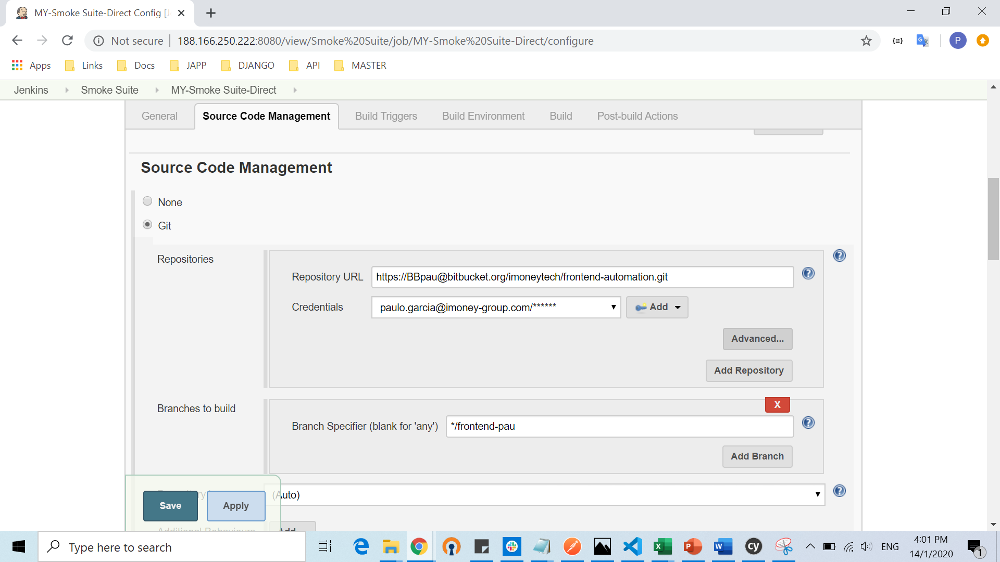 MY-Smoke Suite-Direct Config [J
Not secure
188.166.250.222:8080/view/Smoke%20Suite/job/MY-Smoke%20Suite-Direct/configure
P
Apps Links Docs JAPP DJANGO API MASTER
Jenkins Smoke Suite MY-Smoke Suite-Direct
General Source Code Management Build Triggers Build Environment Build Post-build Actions
Source Code Management
None
Git
Repositories
Repository URL https://BBpau@bitbucket.org/imoneytech/frontend-automation.git
Credentials paulo.garcia@imoney-group.com/****** Add
Advanced...
Add Repository
Branches to build
X
Branch Specifier (blank for 'any') */frontend-pau
Add Branch
(Auto)
Save Apply
Additional Behaviours Add
Type here to search
ENG
4:01 PM
14/1/2020
1